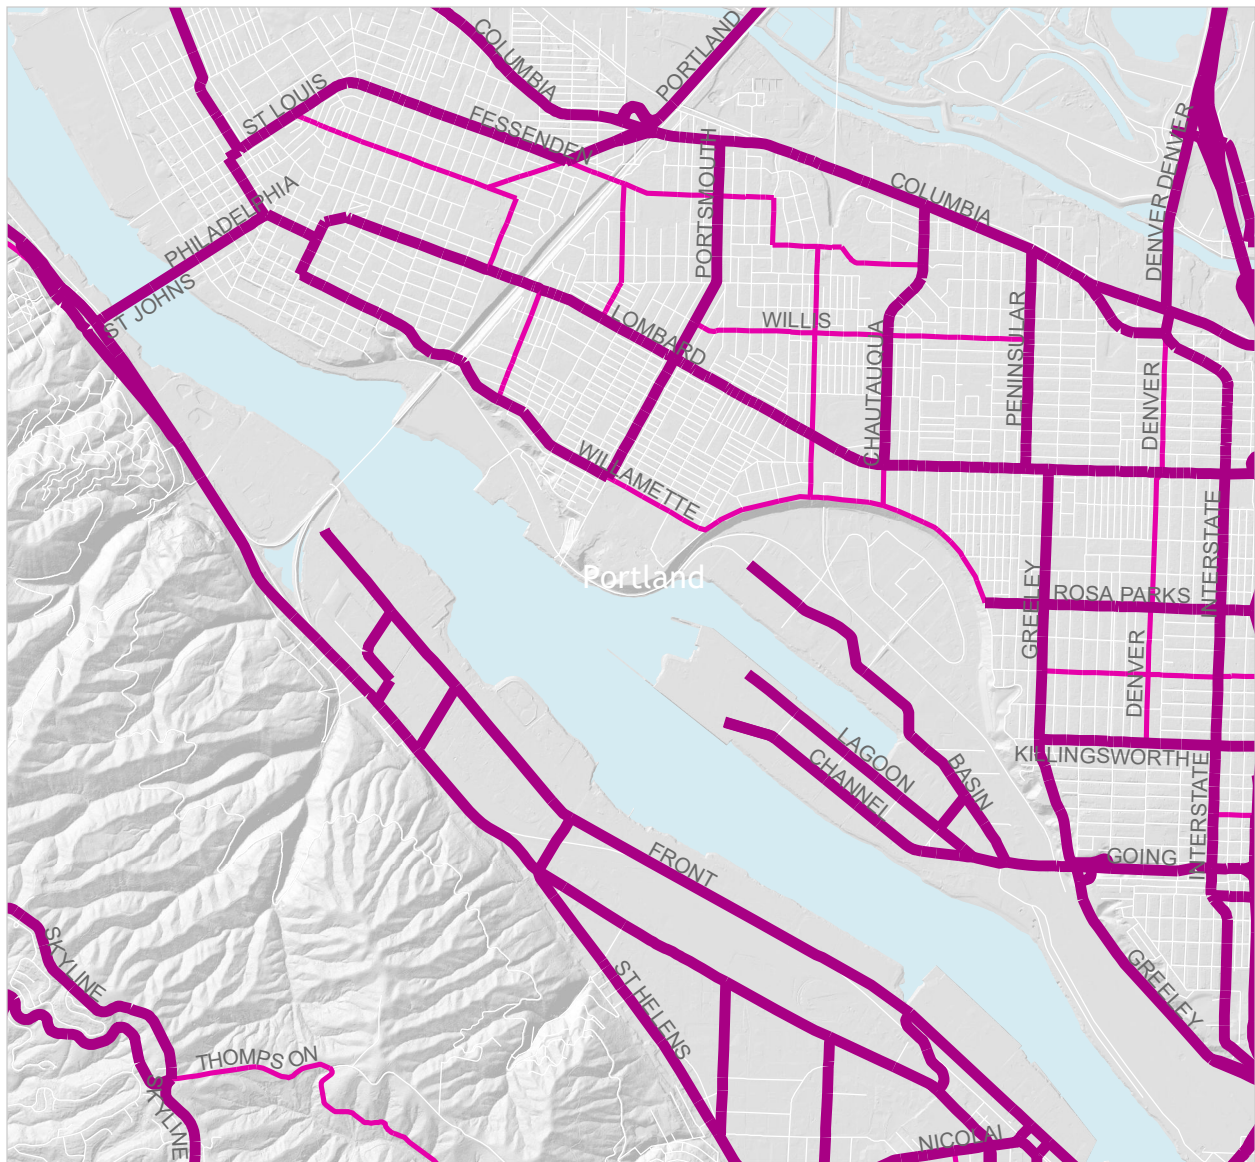 COLUMBIA
PORTLAND
ST LOUIS
FESSENDEN
PORTSMOUTH
DENVER
DENVER
PHILADELPHIA
COLUMBIA
DENVER
ST JOHNS
LOMBARD
WILLIS
CHAUTAUQUA
PENINSULAR
DENVER
WILLAMETTE
INTERSTATE
Portland
GREELEY
ROSA PARKS
DENVER
LAGOON
CHANNEL
BASIN
KILLINGSWORTH
INTERSTATE
FRONT
GOING
SKYLINE
ST HELENS
GREELEY
THOMPSON
SKYLINE
NICOLAI